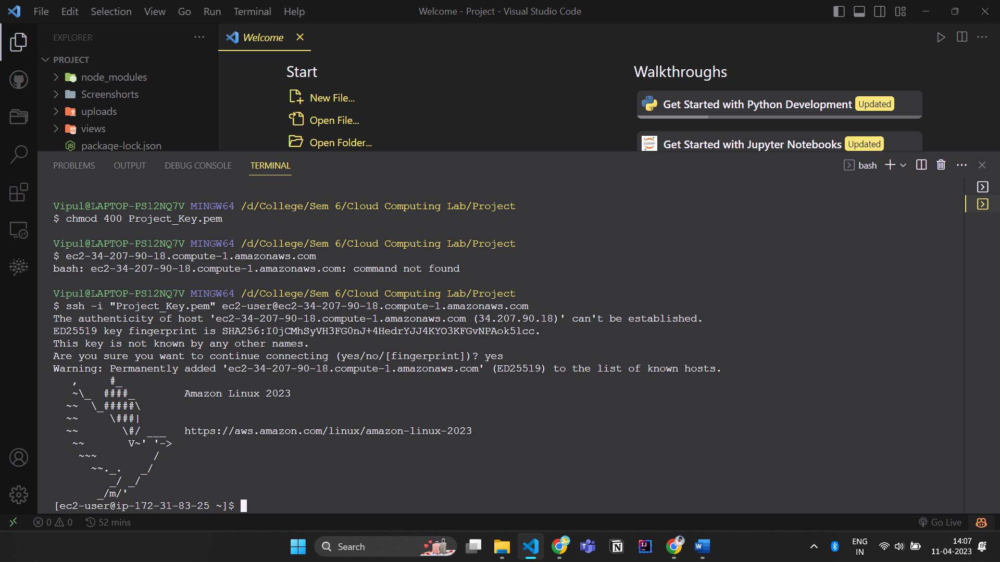 File Edit Selection View Go Run Terminal Help
Welcome - Project - Visual Studio Code
EXPLORER
Welcome
PROJECT
node_modules
Screenshorts
uploads
views
package-lock.json
Start
New File...
Open File...
Open Folder...
Walkthroughs
Get Started with Python Development Updated
Get Started with Jupyter Notebooks Updated
PROBLEMS OUTPUT DEBUG CONSOLE TERMINAL
bash
Vipul@LAPTOP-PS12NQ7V MINGW64 /d/College/Sem 6/Cloud Computing Lab/Project
$ chmod 400 Project_Key.pem
Vipul@LAPTOP-PS12NQ7V MINGW64 /d/College/Sem 6/Cloud Computing Lab/Project
$ ec2-34-207-90-18.compute-1.amazonaws.com
bash: ec2-34-207-90-18.compute-1.amazonaws.com: command not found
Vipul@LAPTOP-PS12NQ7V MINGW64 /d/College/Sem 6/Cloud Computing Lab/Project
$ ssh -i "Project_Key.pem" ec2-user@ec2-34-207-90-18.compute-1.amazonaws.com
The authenticity of host 'ec2-34-207-90-18.compute-1.amazonaws.com (34.207.90.18)' can't be established.
ED25519 key fingerprint is SHA256:I0jCMhSyVH3FG0nJ+4HedrYJJ4KYO3KFGvNPAok5lcc.
This key is not known by any other names.
Are you sure you want to continue connecting (yes/no/[fingerprint])? yes
Warning: Permanently added 'ec2-34-207-90-18.compute-1.amazonaws.com' (ED25519) to the list of known hosts.
   ,     #_
   ~\_  ####_        Amazon Linux 2023
  ~~  \_#####\
  ~~     \###|
  ~~       \#/ ___   https://aws.amazon.com/linux/amazon-linux-2023
   ~~       V~' '->
    ~~~         /
      ~~._.   _/
         _/ _/
       _/m/'
[ec2-user@ip-172-31-83-25 ~]$
0 0 52 mins
Go Live
Search
ENG
IN
14:07
11-04-2023